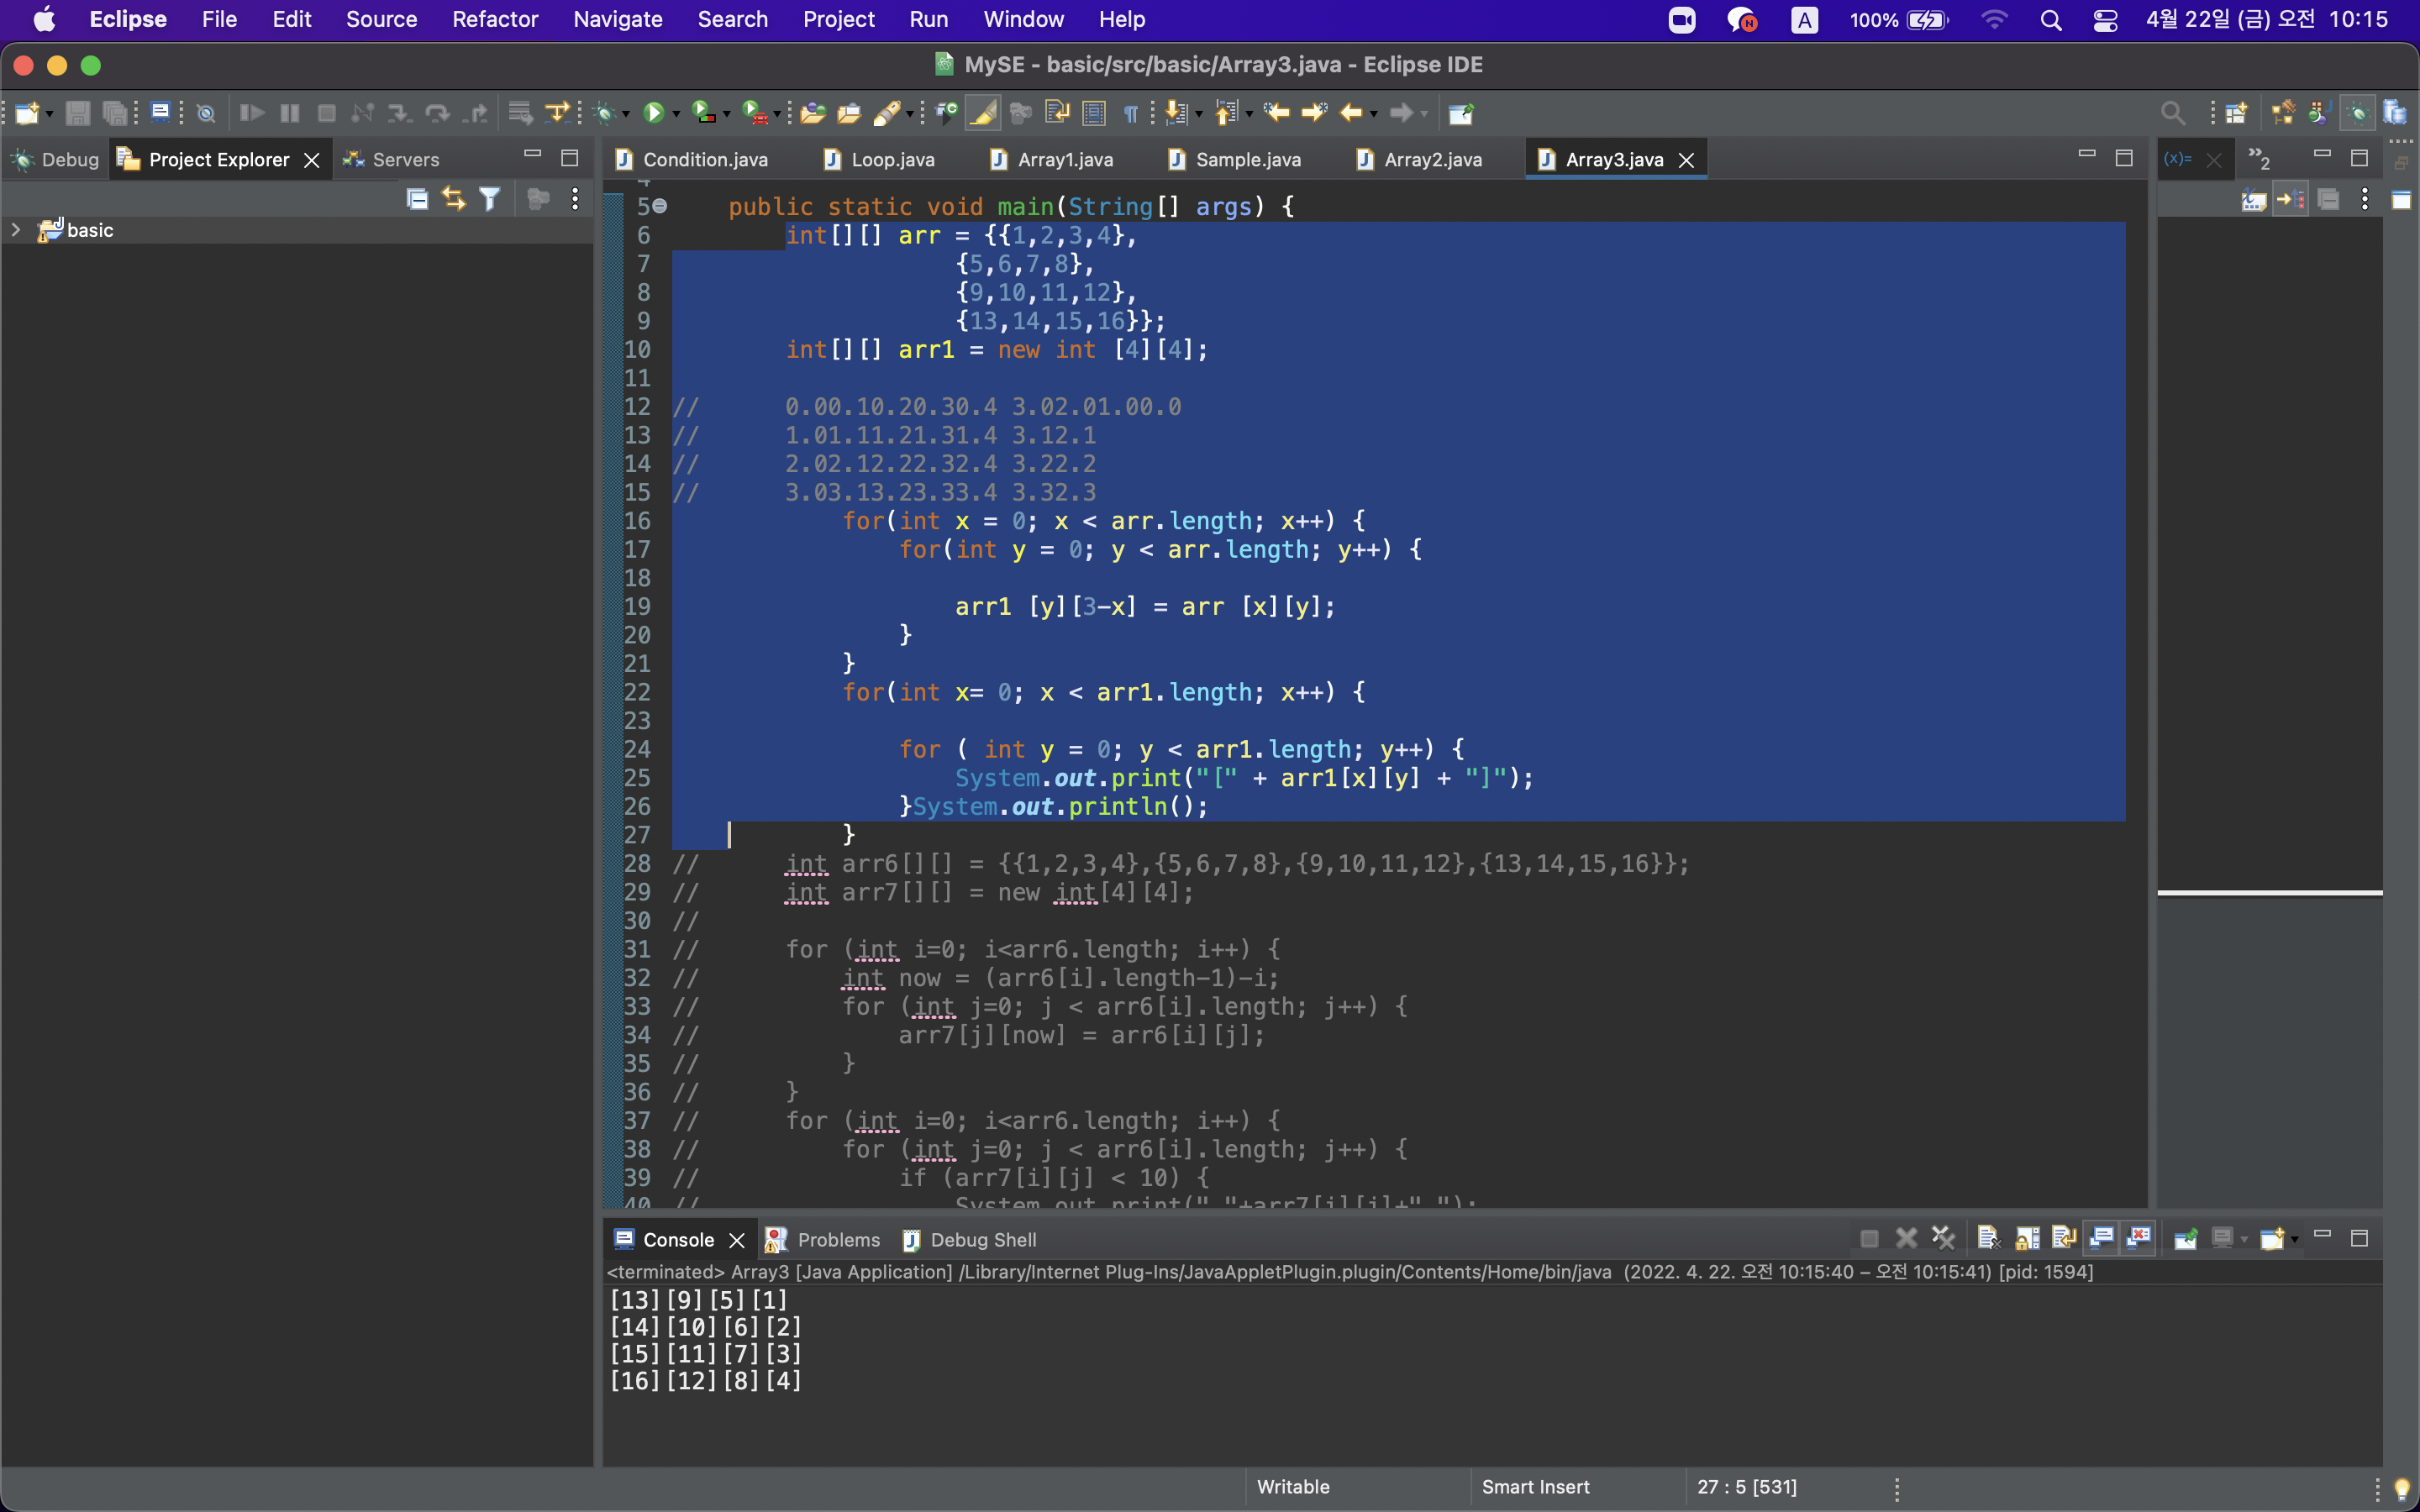 Eclipse File Edit Source Refactor Navigate Search Project Run Window Help A 100% 4월 22일 (금) 오전 10:15
MySE - basic/src/basic/Array3.java - Eclipse IDE
Debug Project Explorer Servers
basic
Condition.java Loop.java Array1.java Sample.java Array2.java Array3.java
(x)= »2
5 public static void main(String[] args) {
6 int[][] arr = {{1,2,3,4},
7 {5,6,7,8},
8 {9,10,11,12},
9 {13,14,15,16}};
10 int[][] arr1 = new int [4][4];
11
12 // 0.00.10.20.30.4 3.02.01.00.0
13 // 1.01.11.21.31.4 3.12.1
14 // 2.02.12.22.32.4 3.22.2
15 // 3.03.13.23.33.4 3.32.3
16 for(int x = 0; x < arr.length; x++) {
17 for(int y = 0; y < arr.length; y++) {
18
19 arr1 [y][3-x] = arr [x][y];
20 }
21 }
22 for(int x= 0; x < arr1.length; x++) {
23
24 for ( int y = 0; y < arr1.length; y++) {
25 System.out.print("[" + arr1[x][y] + "]");
26 }System.out.println();
27 }
28 // int arr6[][] = {{1,2,3,4},{5,6,7,8},{9,10,11,12},{13,14,15,16}};
29 // int arr7[][] = new int[4][4];
30 //
31 // for (int i=0; i<arr6.length; i++) {
32 // int now = (arr6[i].length-1)-i;
33 // for (int j=0; j < arr6[i].length; j++) {
34 // arr7[j][now] = arr6[i][j];
35 // }
36 // }
37 // for (int i=0; i<arr6.length; i++) {
38 // for (int j=0; j < arr6[i].length; j++) {
39 // if (arr7[i][j] < 10) {
40 // System.out.print(" "+arr7[i][j]+" ");
Console Problems Debug Shell
<terminated> Array3 [Java Application] /Library/Internet Plug-Ins/JavaAppletPlugin.plugin/Contents/Home/bin/java (2022. 4. 22. 오전 10:15:40 – 오전 10:15:41) [pid: 1594]
[13][9][5][1]
[14][10][6][2]
[15][11][7][3]
[16][12][8][4]
Writable Smart Insert 27 : 5 [531]